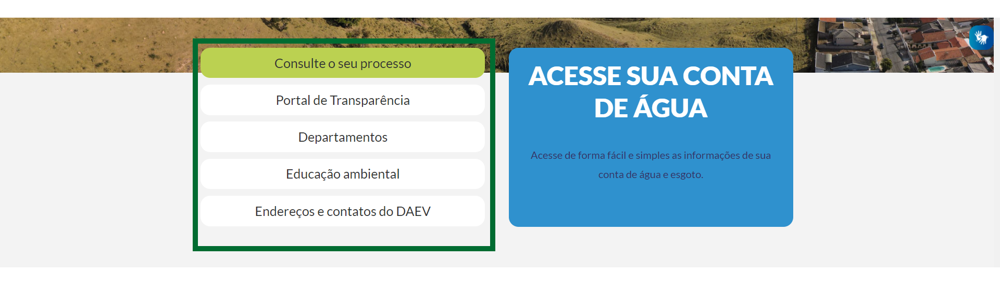 Consulte o seu processo
Portal de Transparência
Departamentos
Educação ambiental
Endereços e contatos do DAEV
ACESSE SUA CONTA
DE ÁGUA
Acesse de forma fácil e simples as informações de sua
conta de água e esgoto.